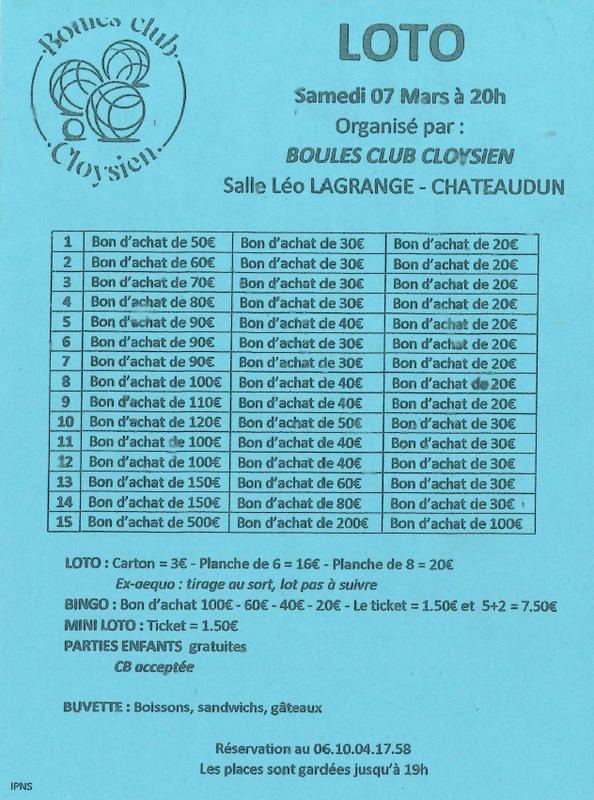 Boules Club
Cloysien
LOTO
Samedi 07 Mars à 20h
Organisé par :
BOULES CLUB CLOYSIEN
Salle Léo LAGRANGE - CHATEAUDUN
1 Bon d'achat de 50€ Bon d'achat de 30€ Bon d'achat de 20€
2 Bon d'achat de 60€ Bon d'achat de 30€ Bon d'achat de 20€
3 Bon d'achat de 70€ Bon d'achat de 30€ Bon d'achat de 20€
4 Bon d'achat de 80€ Bon d'achat de 30€ Bon d'achat de 20€
5 Bon d'achat de 90€ Bon d'achat de 40€ Bon d'achat de 20€
6 Bon d'achat de 90€ Bon d'achat de 30€ Bon d'achat de 20€
7 Bon d'achat de 90€ Bon d'achat de 30€ Bon d'achat de 20€
8 Bon d'achat de 100€ Bon d'achat de 40€ Bon d'achat de 20€
9 Bon d'achat de 110€ Bon d'achat de 40€ Bon d'achat de 20€
10 Bon d'achat de 120€ Bon d'achat de 50€ Bon d'achat de 30€
11 Bon d'achat de 100€ Bon d'achat de 40€ Bon d'achat de 30€
12 Bon d'achat de 100€ Bon d'achat de 40€ Bon d'achat de 30€
13 Bon d'achat de 150€ Bon d'achat de 60€ Bon d'achat de 30€
14 Bon d'achat de 150€ Bon d'achat de 80€ Bon d'achat de 30€
15 Bon d'achat de 500€ Bon d'achat de 200€ Bon d'achat de 100€
LOTO : Carton = 3€ - Planche de 6 = 16€ - Planche de 8 = 20€
Ex-aequo : tirage au sort, lot pas à suivre
BINGO : Bon d'achat 100€ - 60€ - 40€ - 20€ - Le ticket = 1.50€ et 5+2 = 7.50€
MINI LOTO : Ticket = 1.50€
PARTIES ENFANTS gratuites
CB acceptée
BUVETTE : Boissons, sandwichs, gâteaux
Réservation au 06.10.04.17.58
Les places sont gardées jusqu'à 19h
IPNS